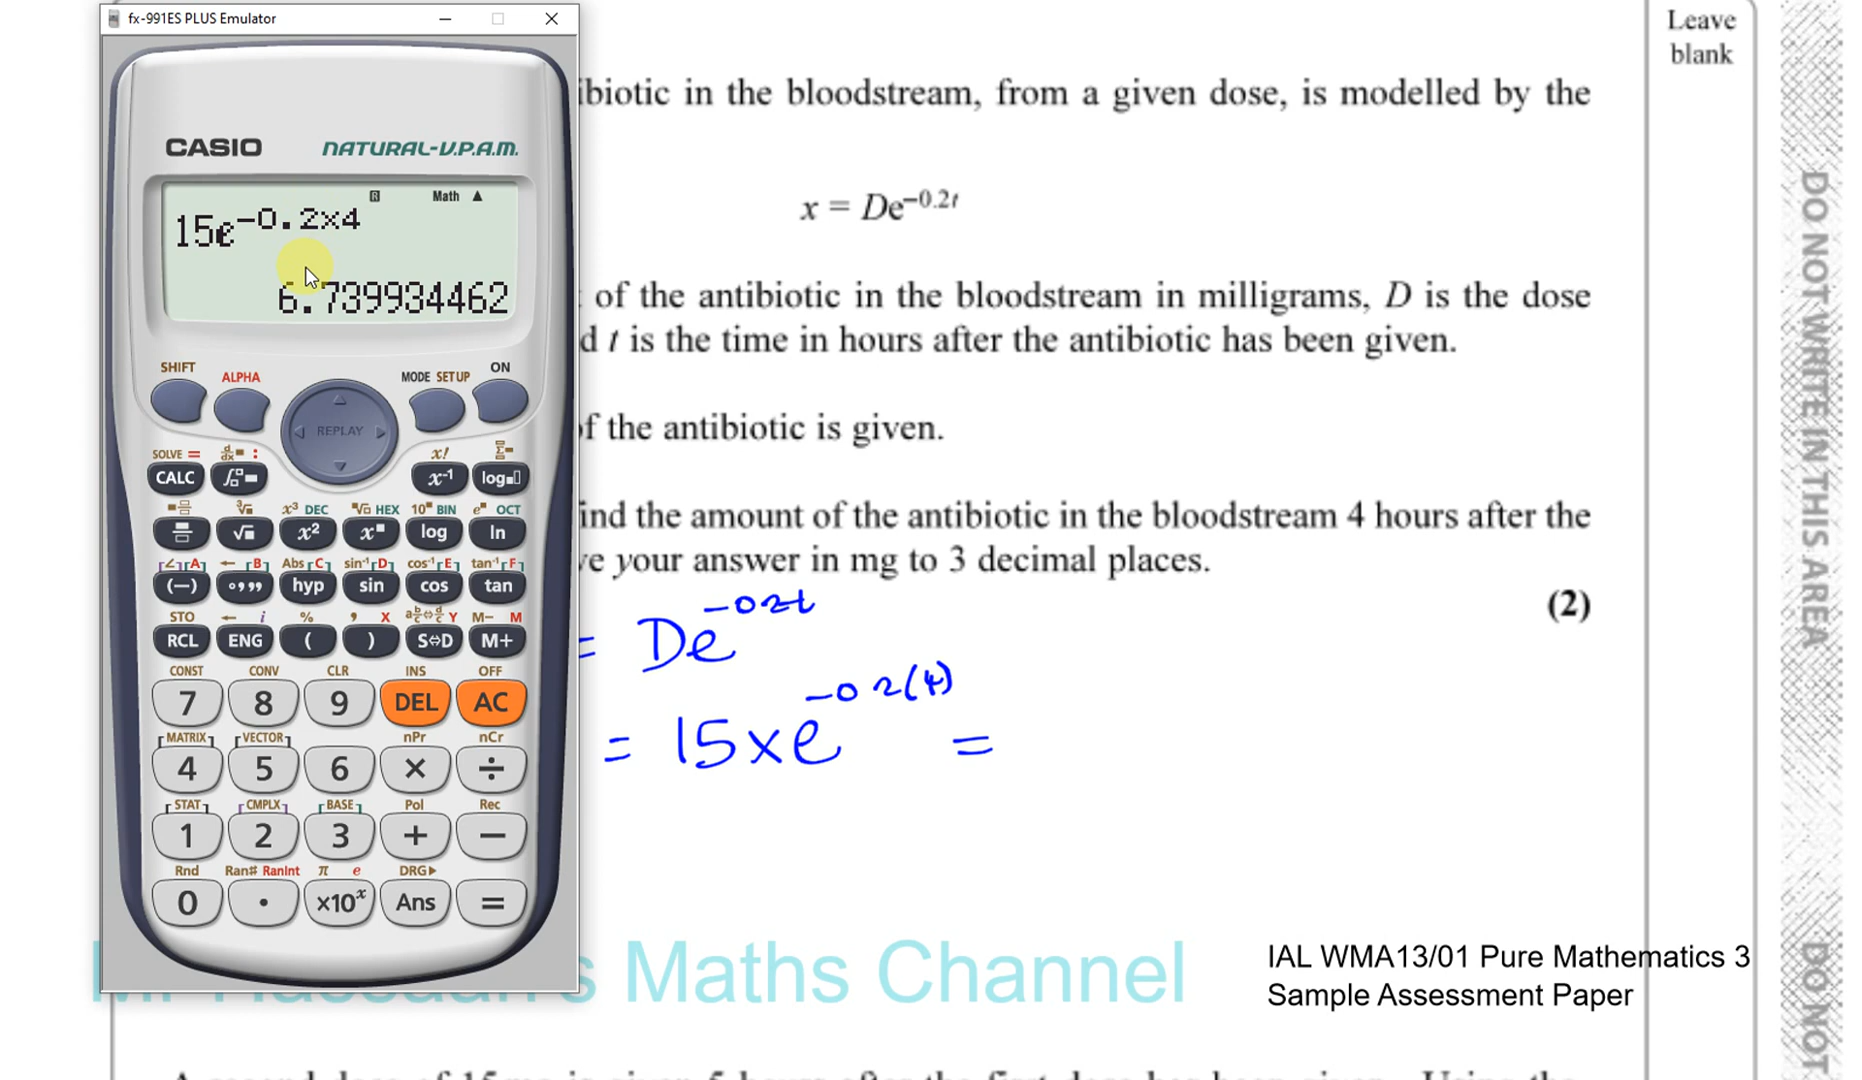 fx-991ES PLUS Emulator
Leave
blank
ibiotic in the bloodstream, from a given dose, is modelled by the
CASIO
NATURAL-V.P.A.M.
R Math ▲
15e^-0.2×4
6.739934462
x = De^-0.2t
of the antibiotic in the bloodstream in milligrams, D is the dose
d t is the time in hours after the antibiotic has been given.
f the antibiotic is given.
ind the amount of the antibiotic in the bloodstream 4 hours after the
ve your answer in mg to 3 decimal places.
(2)
= De^-0.2t
= 15×e^-0.2(4) =
SHIFT ALPHA MODE SETUP ON
REPLAY
SOLVE = d/dx : x! Σ
CALC ∫ x⁻¹ log
³√ x³ DEC √ HEX 10 BIN e OCT
√ x² x log ln
∠ A ← B Abs C sin⁻¹ D cos⁻¹ E tan⁻¹ F
(−) °,,, hyp sin cos tan
STO ← i % , X a b/c⇔d/c Y M− M
RCL ENG ( ) S⇔D M+
CONST CONV CLR INS OFF
7 8 9 DEL AC
MATRIX VECTOR nPr nCr
4 5 6 × ÷
STAT CMPLX BASE Pol Rec
1 2 3 + −
Rnd Ran# RanInt π e DRG▶
0 . ×10ˣ Ans =
s Maths Channel
IAL WMA13/01 Pure Mathematics 3
Sample Assessment Paper
DO NOT WRITE IN THIS AREA
DO NOT